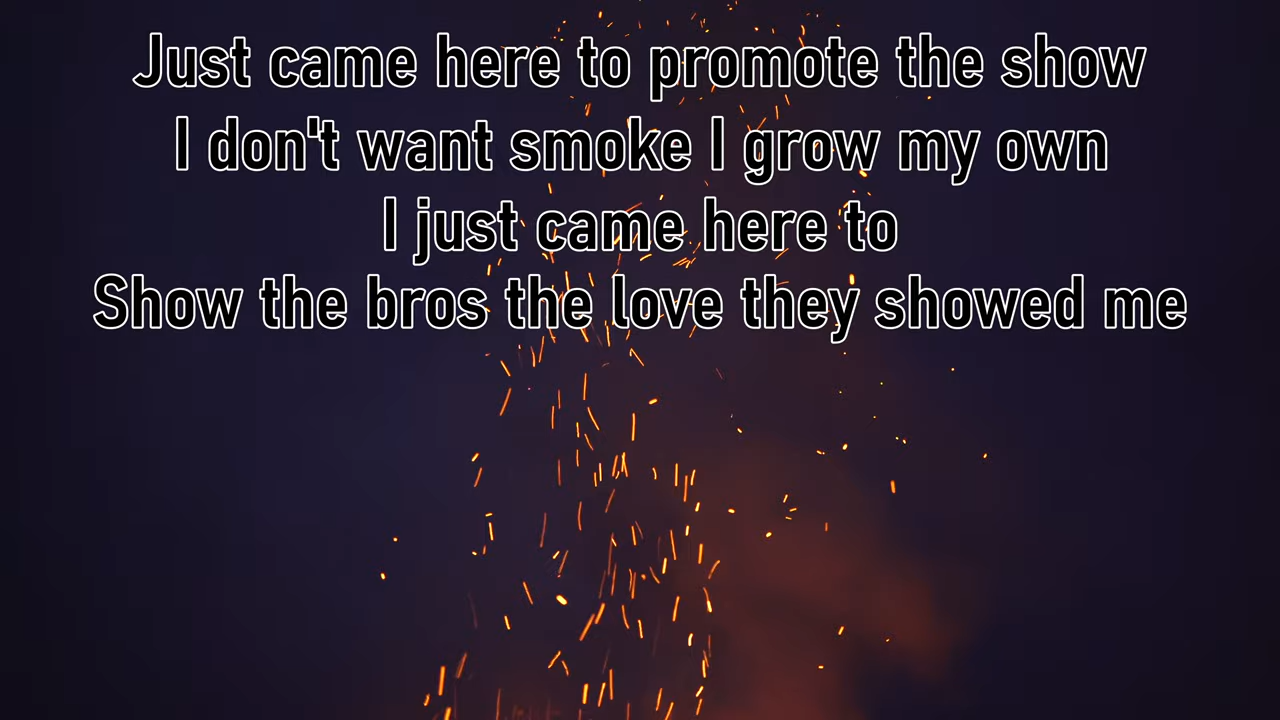 Just came here to promote the show
I don't want smoke I grow my own
I just came here to
Show the bros the love they showed me